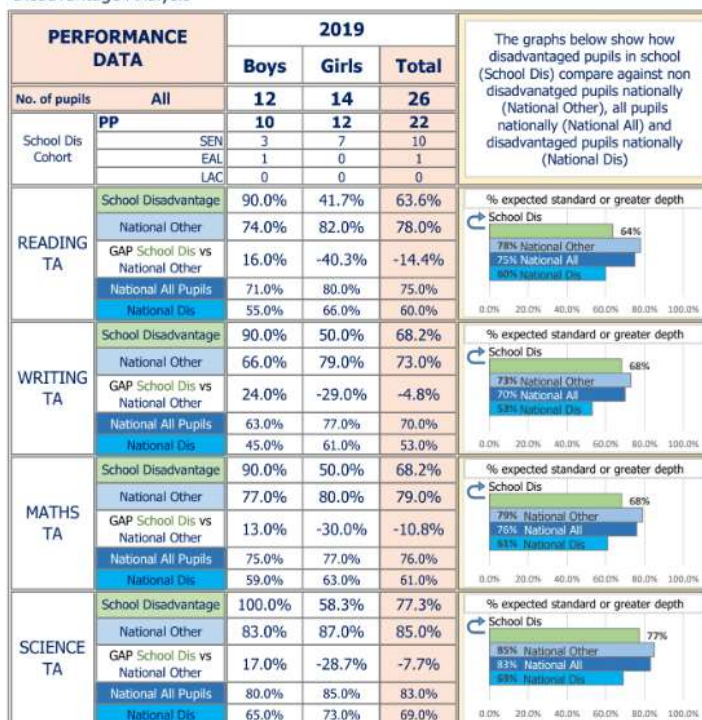 PERFORMANCE DATA
2019
Boys Girls Total
No. of pupils All 12 14 26
School Dis Cohort
PP 10 12 22
SEN 3 7 10
EAL 1 0 1
LAC 0 0 0
The graphs below show how
disadvantaged pupils in school
(School Dis) compare against non
disadvanatged pupils nationally
(National Other), all pupils
nationally (National All) and
disadvantaged pupils nationally
(National Dis)
READING TA
School Disadvantage 90.0% 41.7% 63.6%
National Other 74.0% 82.0% 78.0%
GAP School Dis vs National Other 16.0% -40.3% -14.4%
National All Pupils 71.0% 80.0% 75.0%
National Dis 55.0% 66.0% 60.0%
% expected standard or greater depth
School Dis
64%
78% National Other
75% National All
60% National Dis
0.0% 20.0% 40.0% 60.0% 80.0% 100.0%
WRITING TA
School Disadvantage 90.0% 50.0% 68.2%
National Other 66.0% 79.0% 73.0%
GAP School Dis vs National Other 24.0% -29.0% -4.8%
National All Pupils 63.0% 77.0% 70.0%
National Dis 45.0% 61.0% 53.0%
% expected standard or greater depth
School Dis
68%
73% National Other
70% National All
53% National Dis
0.0% 20.0% 40.0% 60.0% 80.0% 100.0%
MATHS TA
School Disadvantage 90.0% 50.0% 68.2%
National Other 77.0% 80.0% 79.0%
GAP School Dis vs National Other 13.0% -30.0% -10.8%
National All Pupils 75.0% 77.0% 76.0%
National Dis 59.0% 63.0% 61.0%
% expected standard or greater depth
School Dis
68%
79% National Other
76% National All
61% National Dis
0.0% 20.0% 40.0% 60.0% 80.0% 100.0%
SCIENCE TA
School Disadvantage 100.0% 58.3% 77.3%
National Other 83.0% 87.0% 85.0%
GAP School Dis vs National Other 17.0% -28.7% -7.7%
National All Pupils 80.0% 85.0% 83.0%
National Dis 65.0% 73.0% 69.0%
% expected standard or greater depth
School Dis
77%
85% National Other
83% National All
69% National Dis
0.0% 20.0% 40.0% 60.0% 80.0% 100.0%